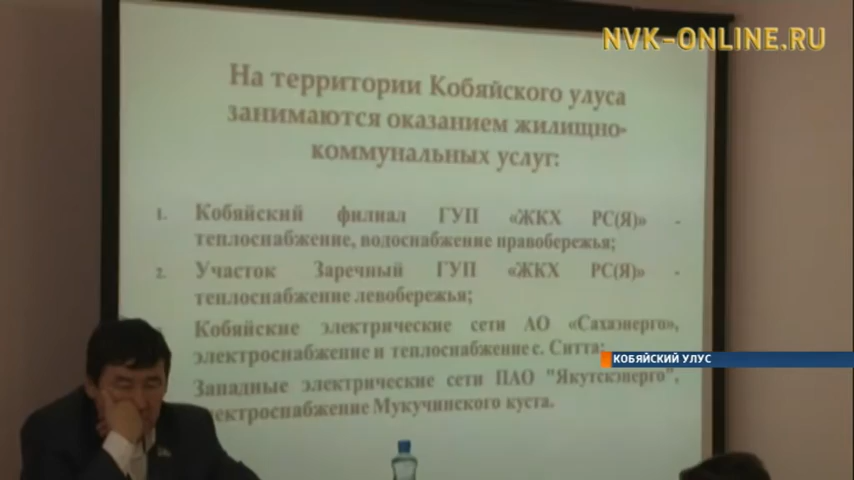 NVK-ONLINE.RU
На территории Кобяйского улуса
занимаются оказанием жилищно-
коммунальных услуг:
1. Кобяйский филиал ГУП «ЖКХ РС(Я)» -
теплоснабжение, водоснабжение правобережья;
2. Участок Заречный ГУП «ЖКХ РС(Я)» -
теплоснабжение левобережья;
Кобяйские электрические сети АО «Сахаэнерго»,
электроснабжение и теплоснабжение с. Ситта;
КОБЯЙСКИЙ УЛУС
Западные электрические сети ПАО "Якутскэнерго",
электроснабжение Мукучинского куста.